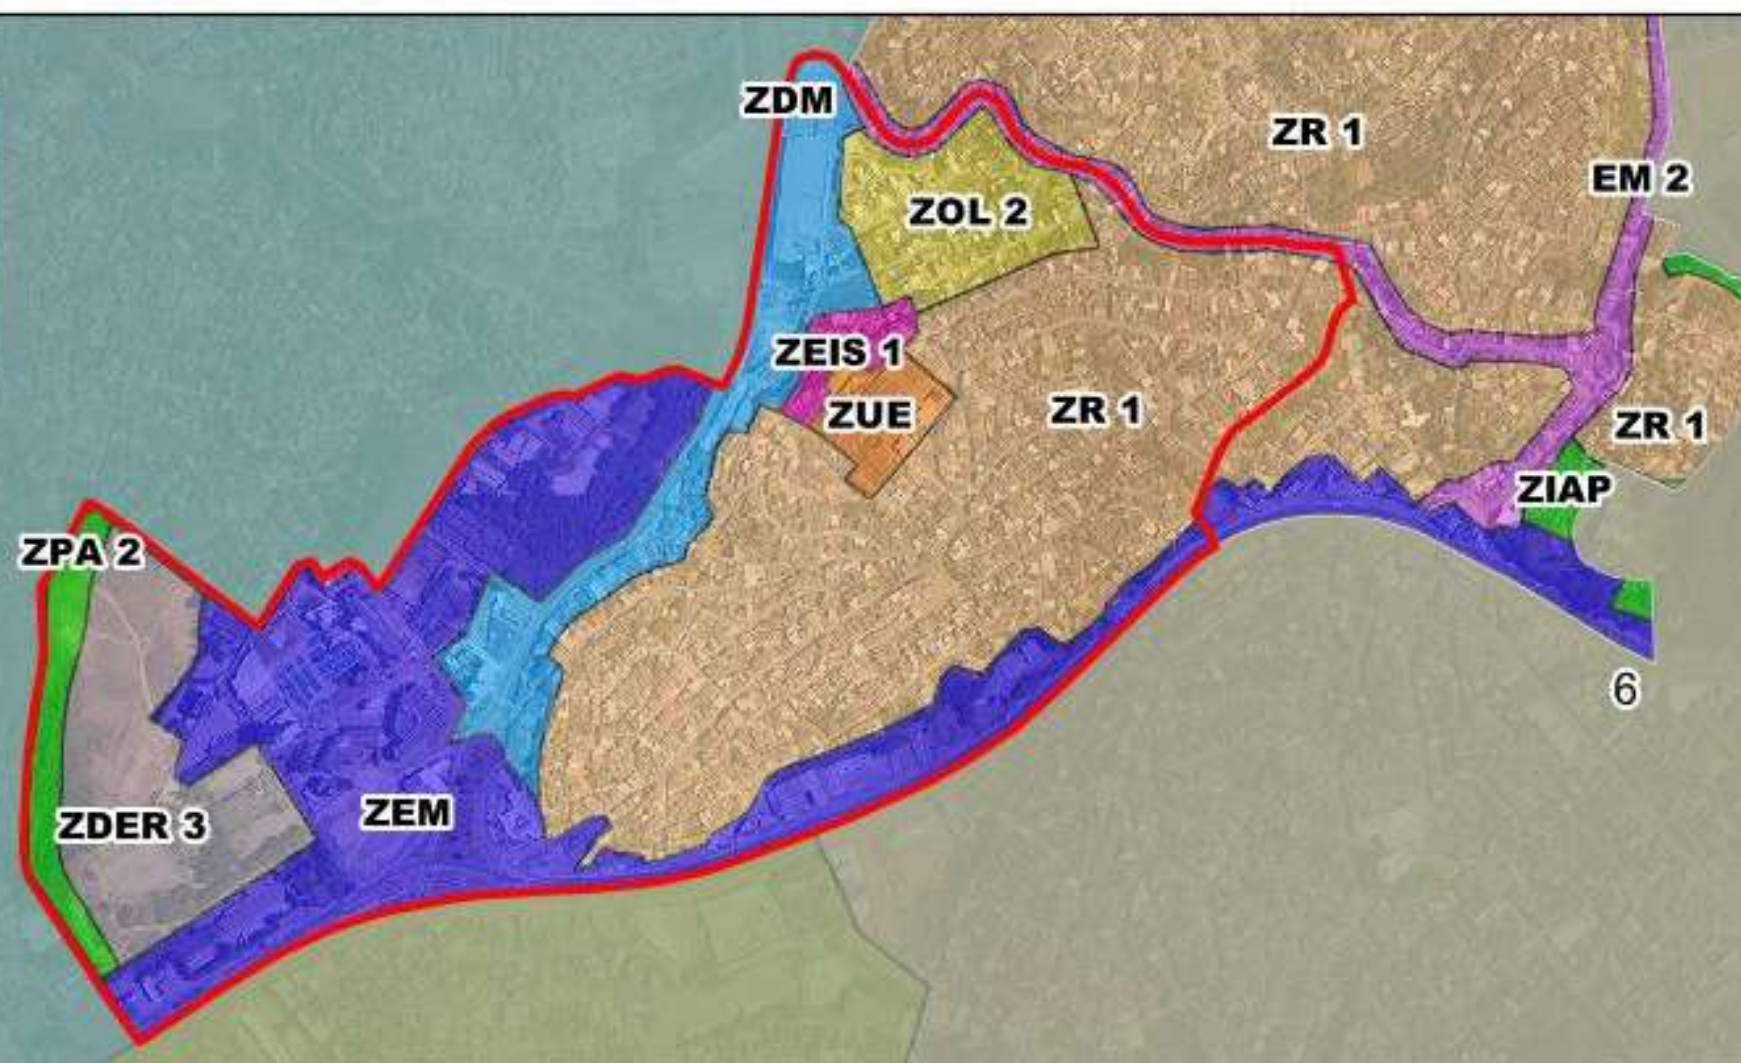 ZDM
ZR 1
EM 2
ZOL 2
ZEIS 1
ZUE
ZR 1
ZR 1
ZIAP
ZPA 2
6
ZDER 3
ZEM